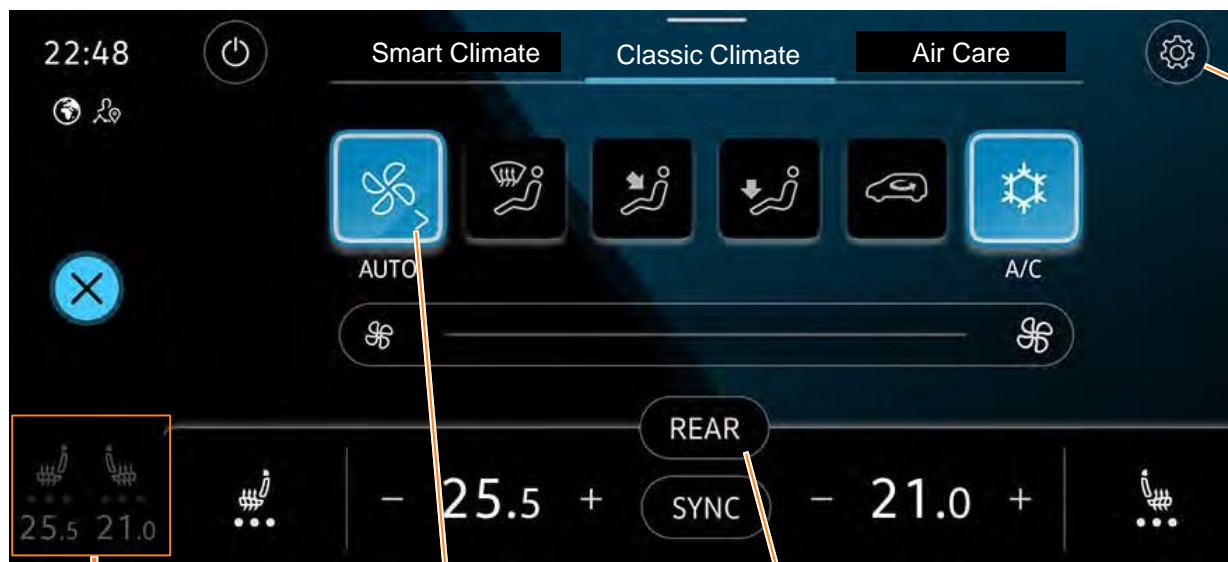 22:48
Smart Climate
Classic Climate
Air Care
AUTO
A/C
REAR
25.5 21.0
- 25.5 +
SYNC
- 21.0 +